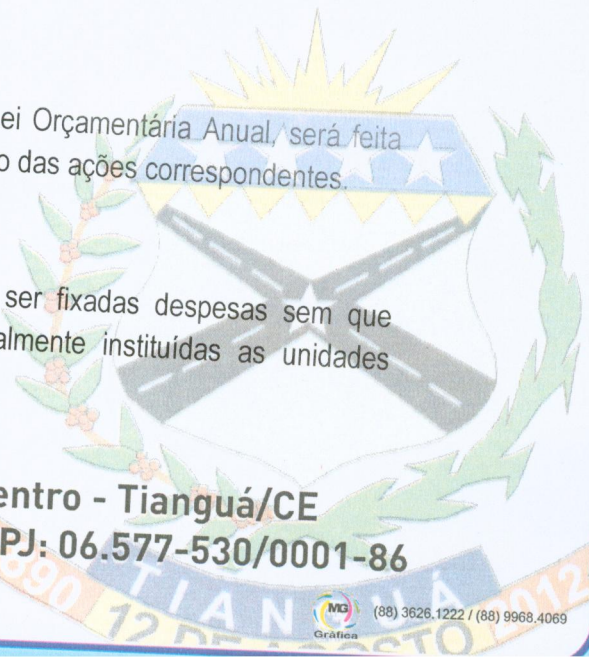 ei Orçamentária Anual, será feita
o das ações correspondentes.
ser fixadas despesas sem que
almente instituídas as unidades
entro - Tianguá/CE
PJ: 06.577-530/0001-86
890 TIANGUÁ 2012
12 DE AGOSTO
MG
Gráfica
(88) 3626.1222 / (88) 9968.4069